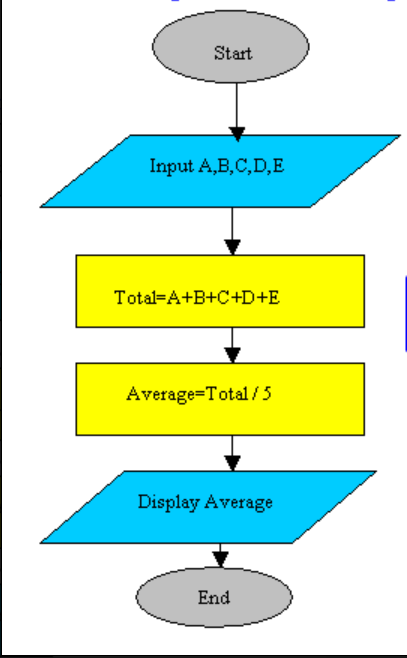 Start
Input A,B,C,D,E
Total=A+B+C+D+E
Average=Total / 5
Display Average
End